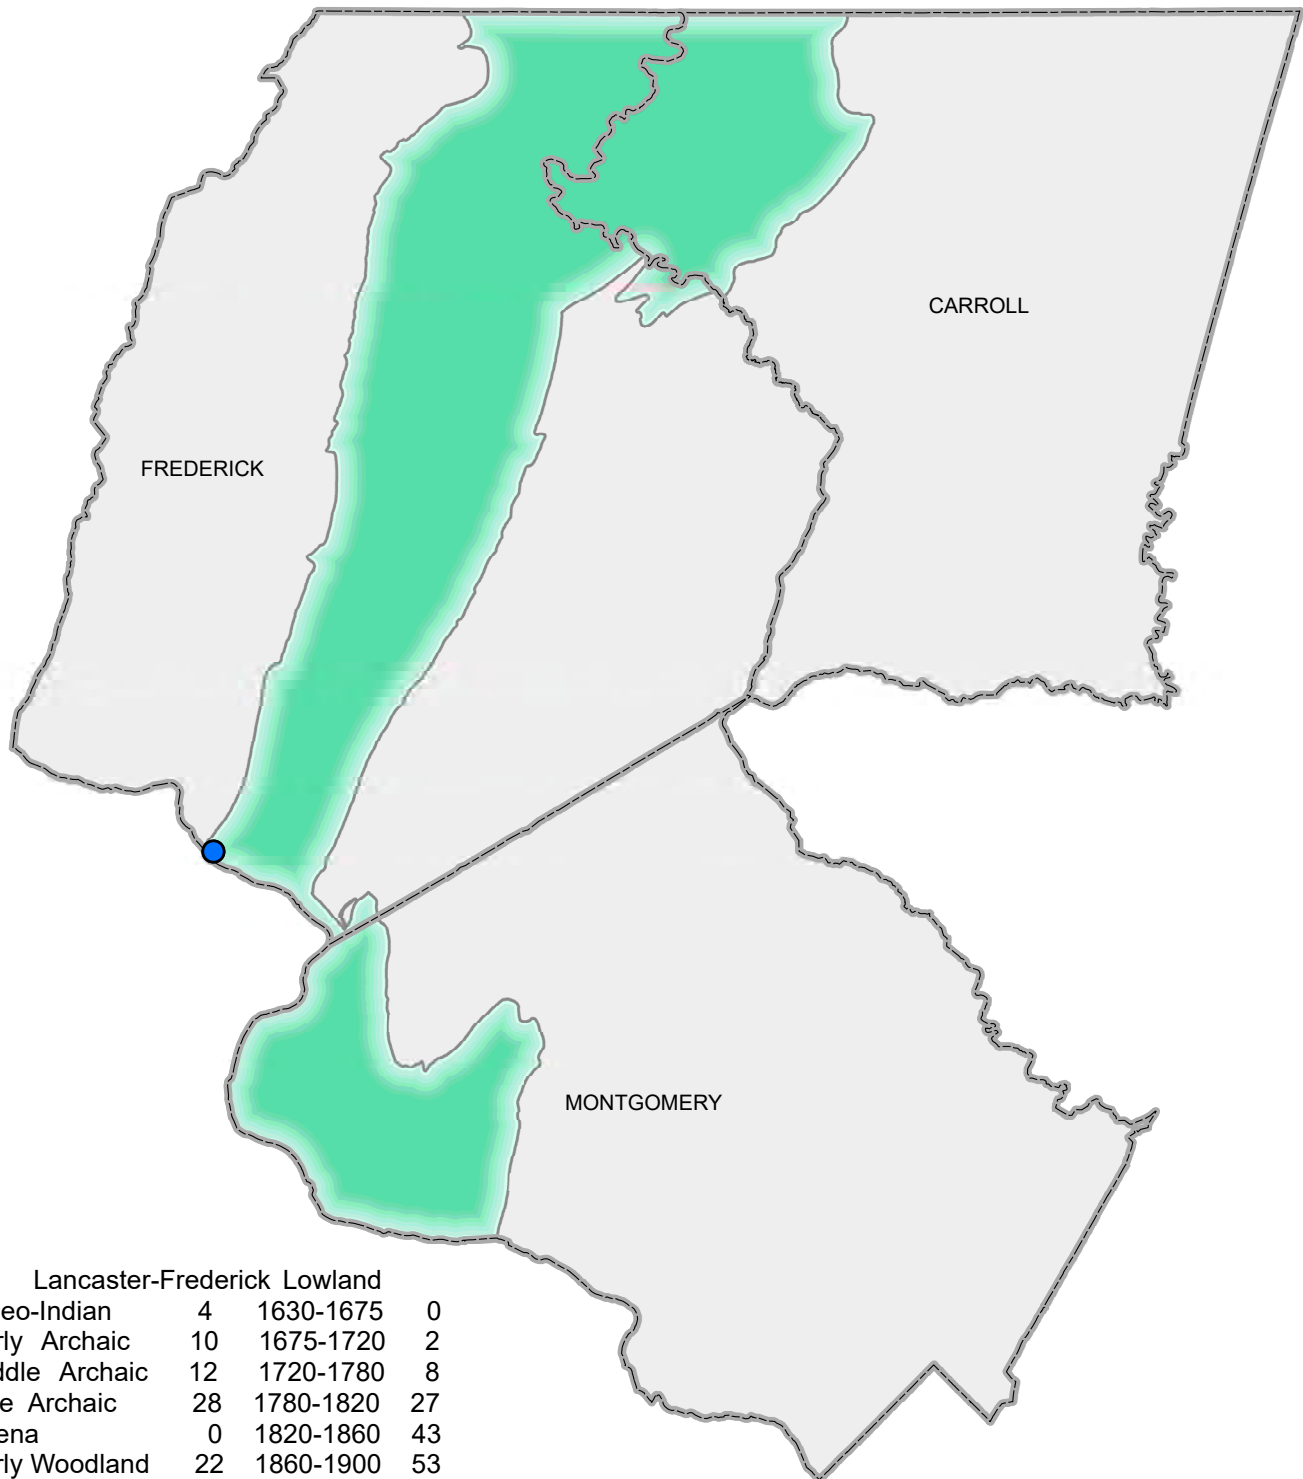 CARROLL
FREDERICK
MONTGOMERY
Lancaster-Frederick Lowland
eo-Indian 4 1630-1675 0
rly Archaic 10 1675-1720 2
ddle Archaic 12 1720-1780 8
e Archaic 28 1780-1820 27
ena 0 1820-1860 43
rly Woodland 22 1860-1900 53